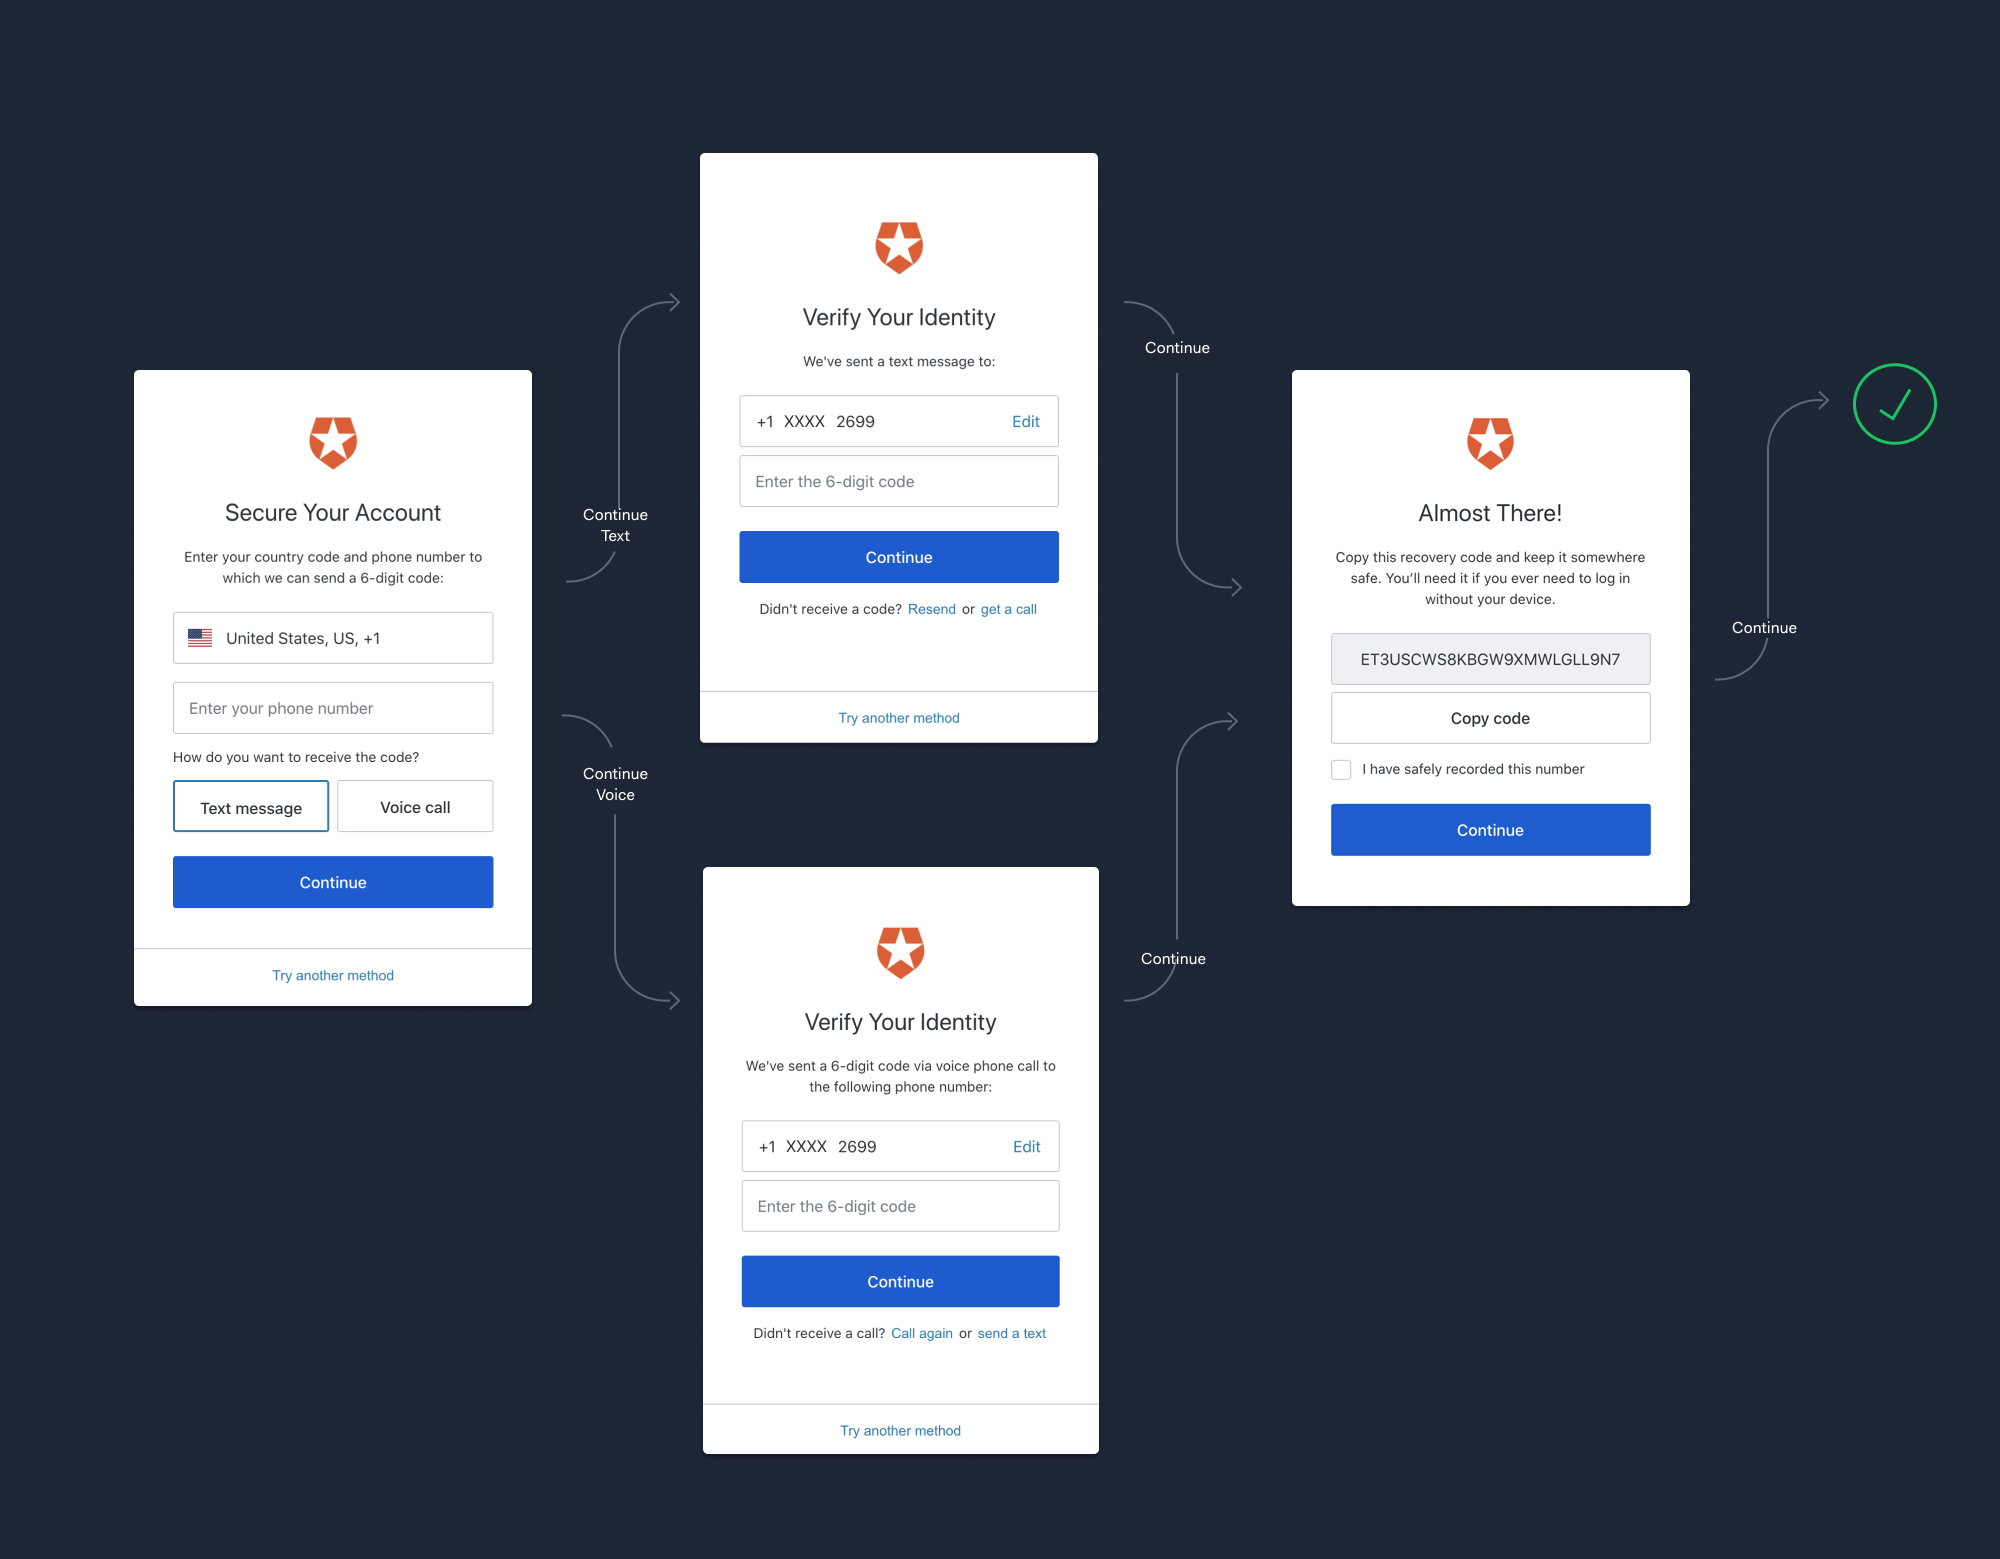 Secure Your Account
Enter your country code and phone number to
which we can send a 6-digit code:
United States, US, +1
Enter your phone number
How do you want to receive the code?
Text message
Voice call
Continue
Try another method
Continue
Text
Continue
Voice
Verify Your Identity
We've sent a text message to:
+1 XXXX 2699
Edit
Enter the 6-digit code
Continue
Didn't receive a code? Resend or get a call
Try another method
Verify Your Identity
We've sent a 6-digit code via voice phone call to
the following phone number:
+1 XXXX 2699
Edit
Enter the 6-digit code
Continue
Didn't receive a call? Call again or send a text
Try another method
Continue
Continue
Almost There!
Copy this recovery code and keep it somewhere
safe. You’ll need it if you ever need to log in
without your device.
ET3USCWS8KBGW9XMWLGLL9N7
Copy code
I have safely recorded this number
Continue
Continue